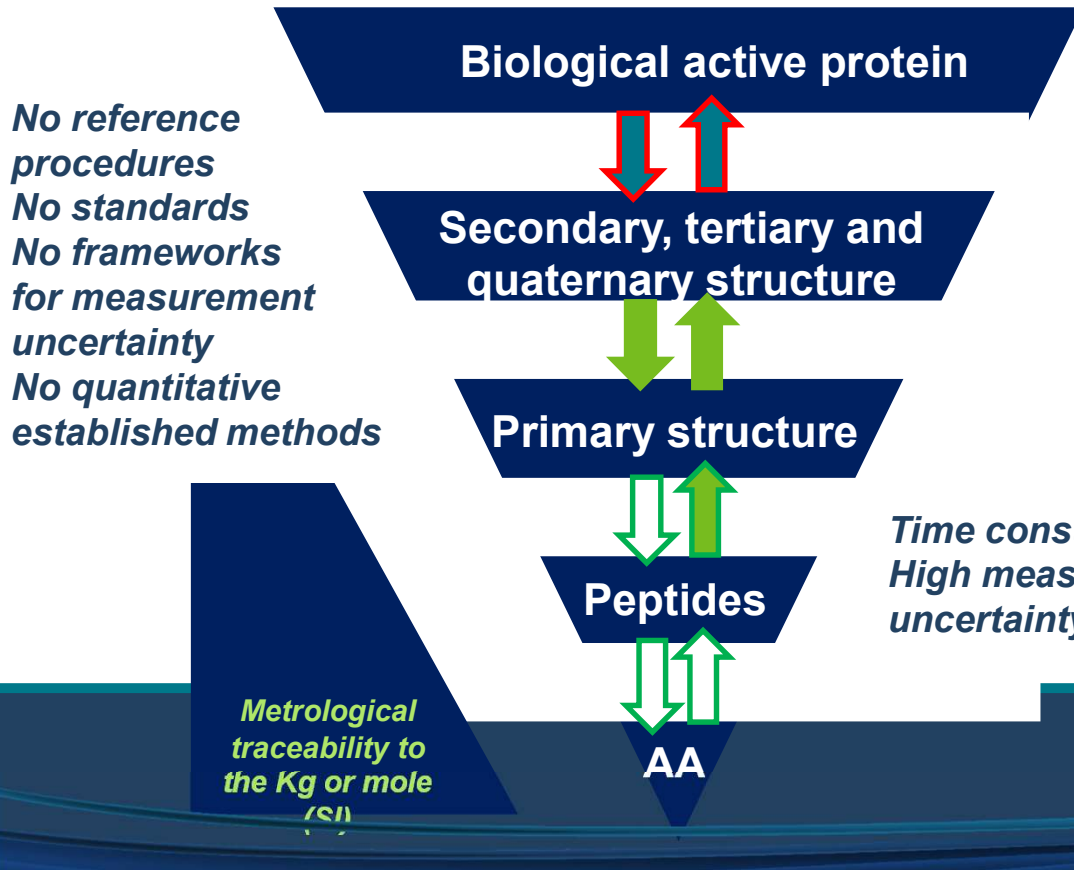 Biological active protein
No reference
procedures
No standards
No frameworks
for measurement
uncertainty
No quantitative
established methods
Secondary, tertiary and
quaternary structure
Primary structure
Time cons
High meas
uncertainty
Peptides
Metrological
traceability to
the Kg or mole
(SI)
AA